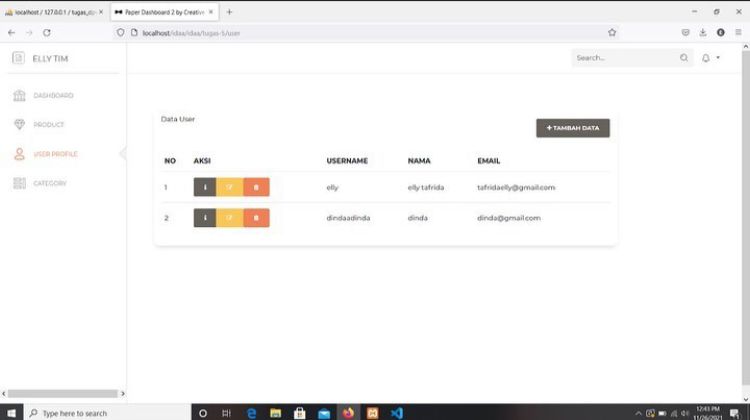 localhost / 127.0.0.1 / tugas_dp
Paper Dashboard 2 by Creative
localhost/idaa/idaa/tugas-5/user
ELLY TIM
Search...
DASHBOARD
PRODUCT
USER PROFILE
CATEGORY
Data User
+ TAMBAH DATA
NO AKSI USERNAME NAMA EMAIL
1 elly elly tafrida tafridaelly@gmail.com
2 dindaadinda dinda dinda@gmail.com
Type here to search
12:43 PM
11/26/2021